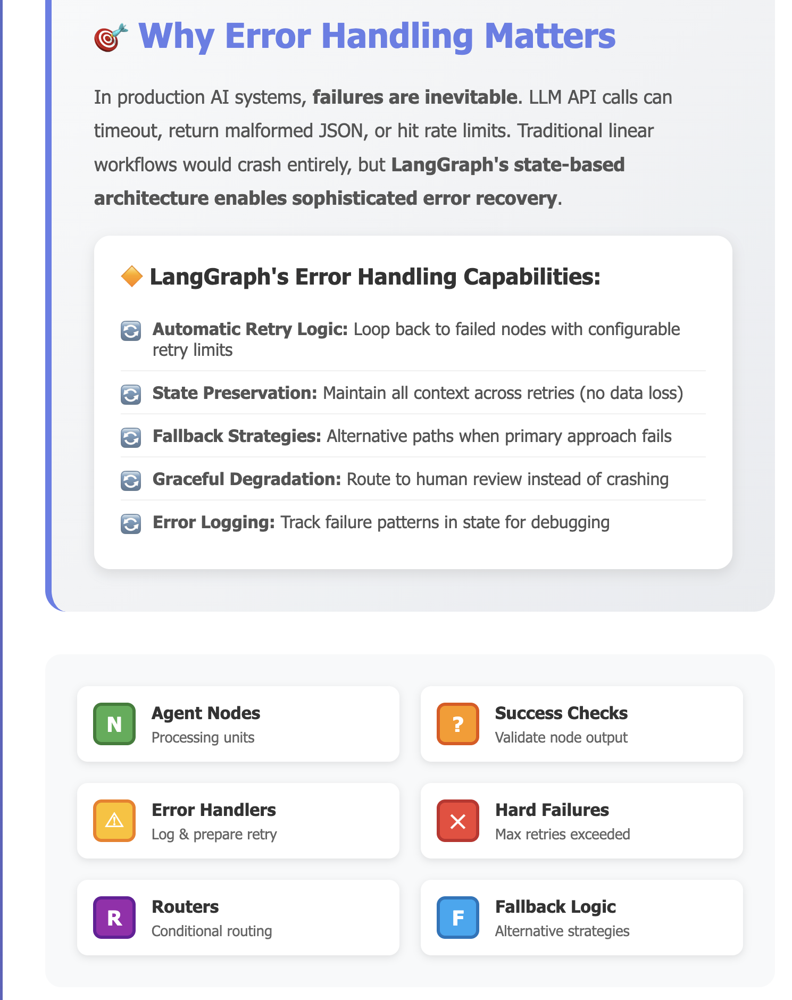 🎯 Why Error Handling Matters
In production AI systems, failures are inevitable. LLM API calls can
timeout, return malformed JSON, or hit rate limits. Traditional linear
workflows would crash entirely, but LangGraph's state-based
architecture enables sophisticated error recovery.
🔶 LangGraph's Error Handling Capabilities:
🔄 Automatic Retry Logic: Loop back to failed nodes with configurable
retry limits
🔄 State Preservation: Maintain all context across retries (no data loss)
🔄 Fallback Strategies: Alternative paths when primary approach fails
🔄 Graceful Degradation: Route to human review instead of crashing
🔄 Error Logging: Track failure patterns in state for debugging
N
Agent Nodes
Processing units
?
Success Checks
Validate node output
⚠
Error Handlers
Log & prepare retry
✕
Hard Failures
Max retries exceeded
R
Routers
Conditional routing
F
Fallback Logic
Alternative strategies